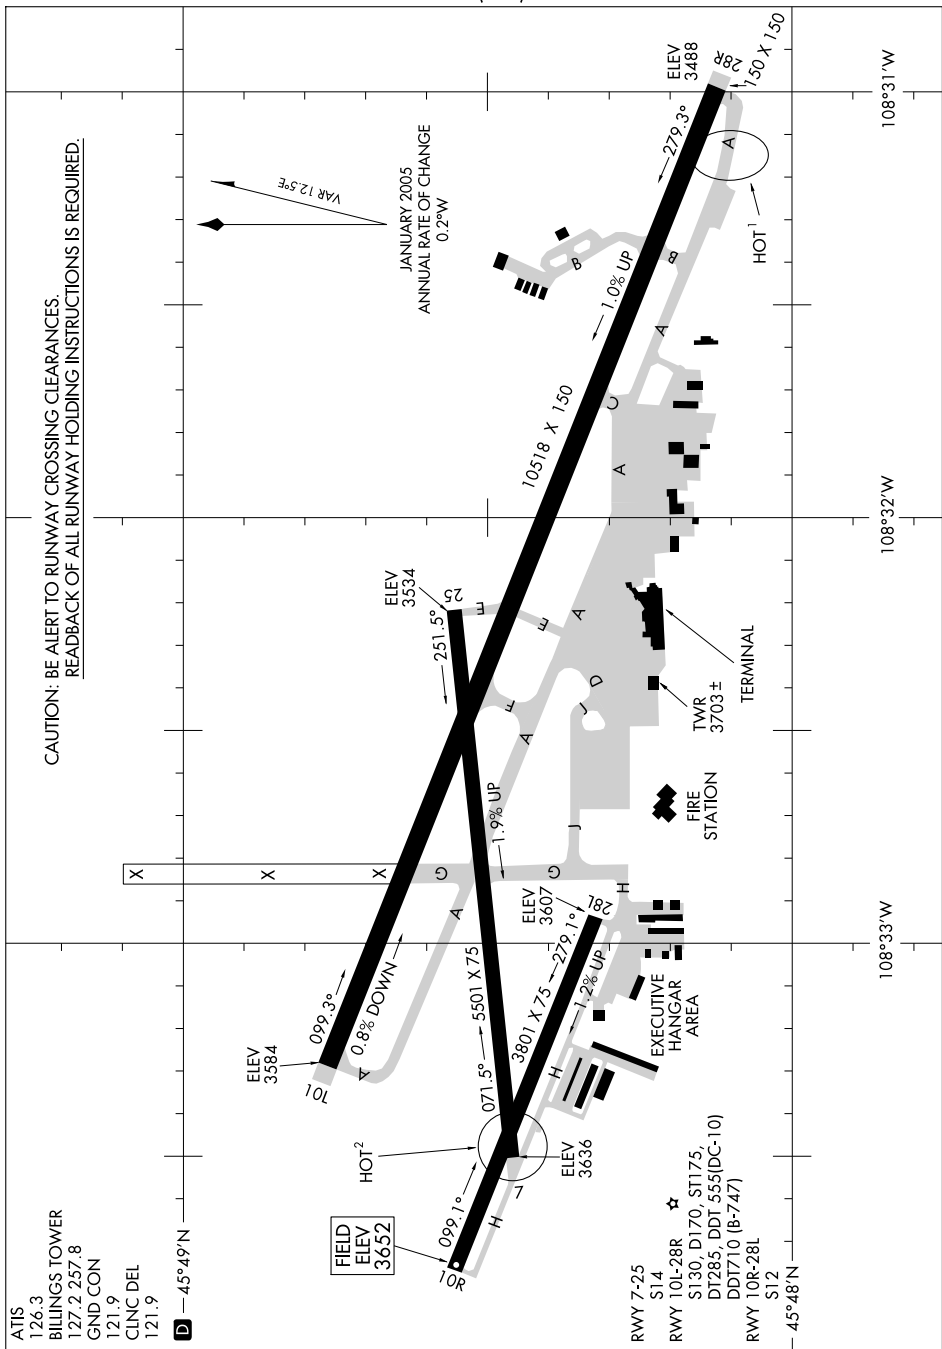 ATIS
126.3
BILLINGS TOWER
127.2 257.8
GND CON
121.9
CLNC DEL
121.9
D
45°49'N
CAUTION: BE ALERT TO RUNWAY CROSSING CLEARANCES.
READBACK OF ALL RUNWAY HOLDING INSTRUCTIONS IS REQUIRED.
VAR 12.5°E
JANUARY 2005
ANNUAL RATE OF CHANGE
0.2°W
ELEV
3488
28R
150 X 150
279.3°
1.0% UP
10518 X 150
HOT 1
A
B
B
A
C
A
ELEV
3534
25
251.5°
E
E
A
F
A
D
J
J
1.9% UP
X
X
X
G
G
A
H
ELEV
3607
28L
279.1°
1.2% UP
3801 X 75
5501 X 75
071.5°
099.3°
0.8% DOWN
ELEV
3584
10L
A
HOT 2
H
7
ELEV
3636
099.1°
FIELD
ELEV
3652
10R
H
TERMINAL
TWR
3703±
FIRE
STATION
EXECUTIVE
HANGAR
AREA
RWY 7-25
S14
RWY 10L-28R
S130, D170, ST175,
DT285, DDT 555(DC-10)
DDT710 (B-747)
RWY 10R-28L
S12
45°48'N
108°31'W
108°32'W
108°33'W